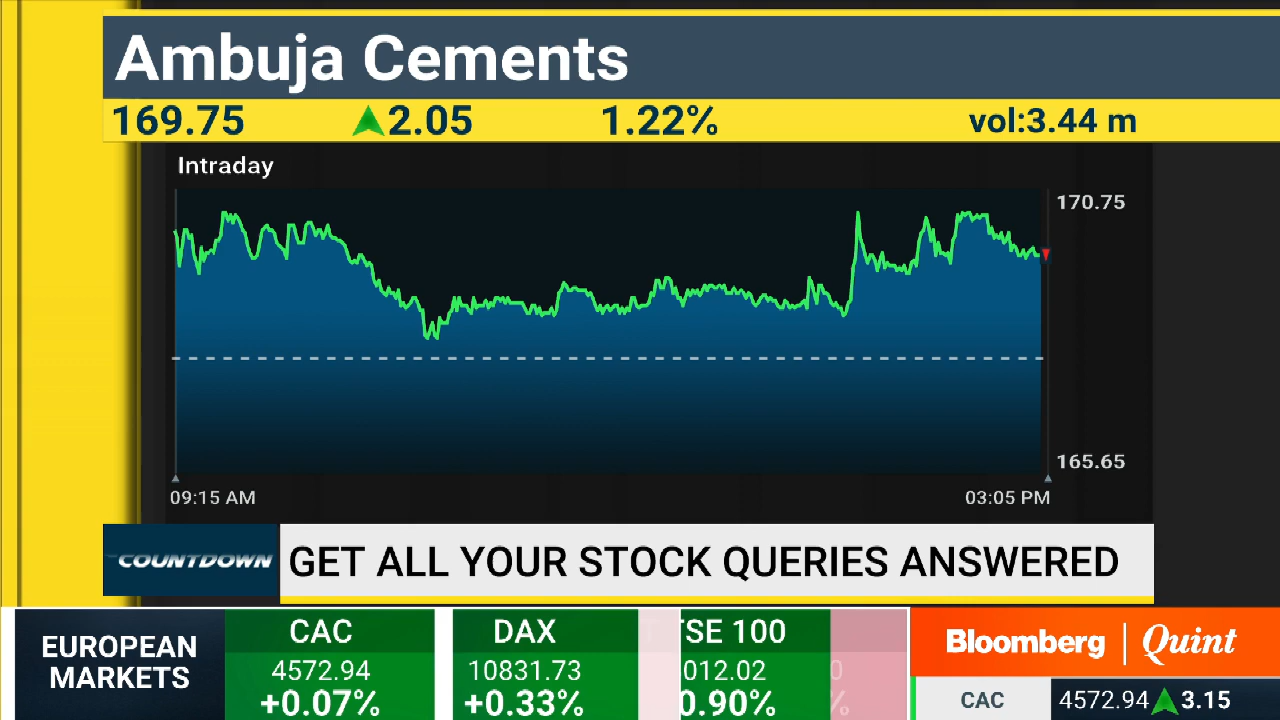 Ambuja Cements
169.75 ▲2.05 1.22% vol:3.44 m
Intraday
170.75
165.65
09:15 AM 03:05 PM
COUNTDOWN GET ALL YOUR STOCK QUERIES ANSWERED
EUROPEAN
MARKETS
CAC
4572.94
+0.07%
DAX
10831.73
+0.33%
TSE 100
012.02
0.90%
Bloomberg | Quint
CAC 4572.94 ▲3.15